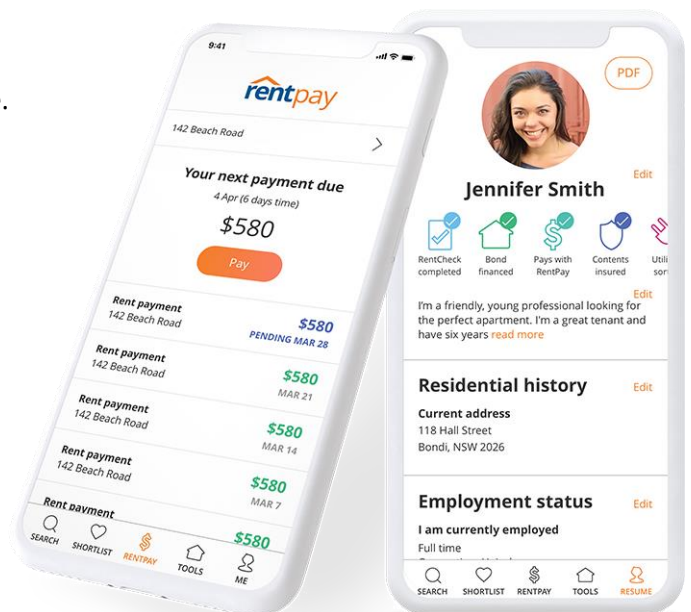 .
9:41
rentpay
142 Beach Road
Your next payment due
4 Apr (6 days time)
$580
Pay
Rent payment
$580
142 Beach Road
PENDING MAR 28
Rent payment
$580
142 Beach Road
MAR 21
Rent payment
$580
142 Beach Road
MAR 14
Rent payment
$580
142 Beach Road
MAR 7
Rent payment
$580
SEARCH SHORTLIST RENTPAY TOOLS ME
PDF
Edit
Jennifer Smith
RentCheck Bond Pays with Contents
completed financed RentPay insured
Edit
I'm a friendly, young professional looking for
the perfect apartment. I'm a great tenant and
have six years read more
Residential history Edit
Current address
118 Hall Street
Bondi, NSW 2026
Employment status Edit
I am currently employed
Full time
SEARCH SHORTLIST RENTPAY TOOLS RESUME